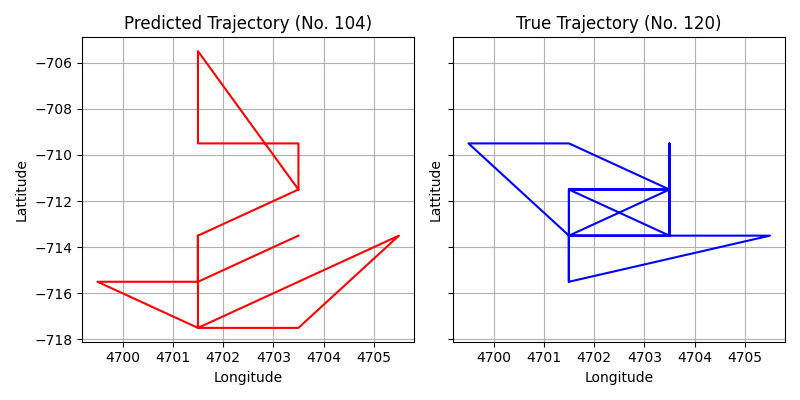 Predicted Trajectory (No. 104)
Lattitude
−706
−708
−710
−712
−714
−716
−718
4700 4701 4702 4703 4704 4705
Longitude
True Trajectory (No. 120)
Lattitude
4700 4701 4702 4703 4704 4705
Longitude